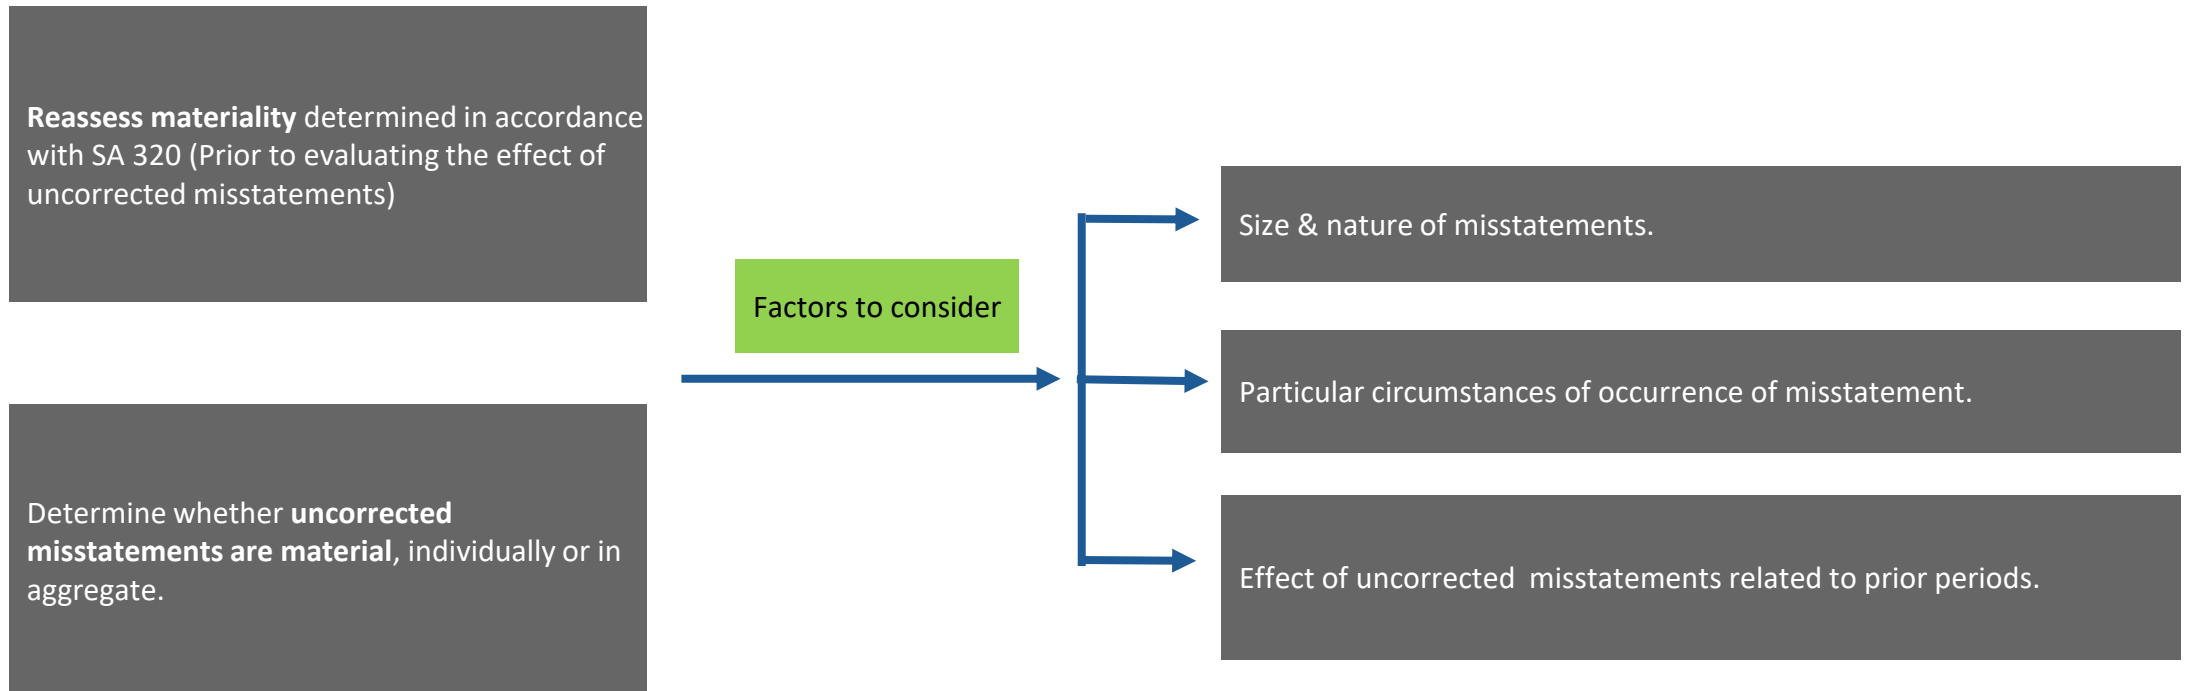 Reassess materiality determined in accordance
with SA 320 (Prior to evaluating the effect of
uncorrected misstatements)
Determine whether uncorrected
misstatements are material, individually or in
aggregate.
Factors to consider
Size & nature of misstatements.
Particular circumstances of occurrence of misstatement.
Effect of uncorrected  misstatements related to prior periods.